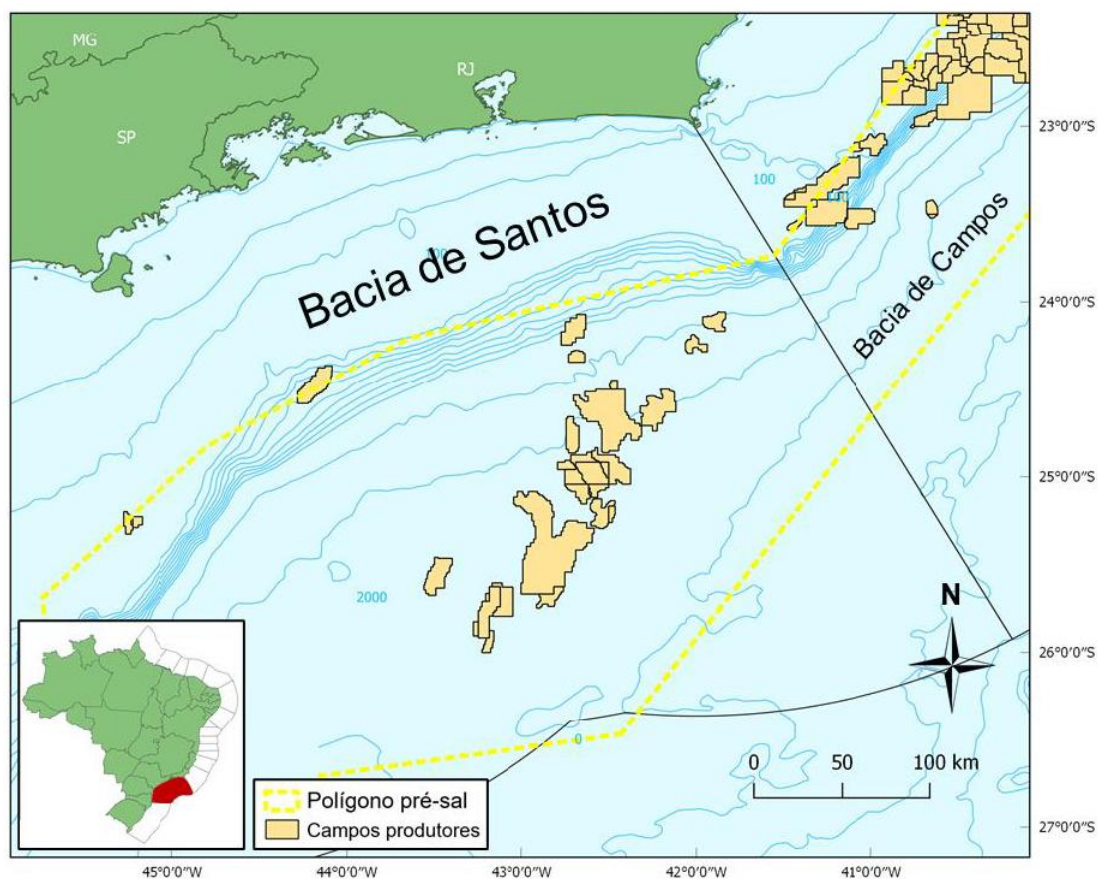 MG
RJ
SP
23°0'0"S
100
Bacia de Santos
Bacia de Campos
24°0'0"S
25°0'0"S
2000
N
26°0'0"S
0
0 50 100 km
Polígono pré-sal
Campos produtores
27°0'0"S
45°0'0"W 44°0'0"W 43°0'0"W 42°0'0"W 41°0'0"W